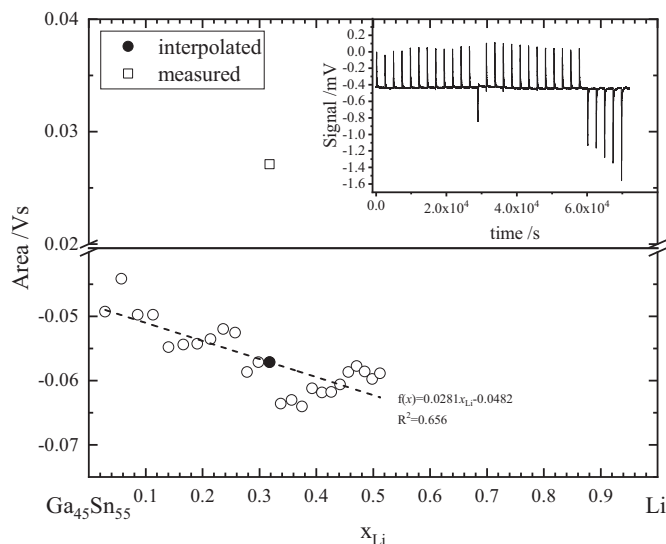 0.04
interpolated
measured
0.03
0.02
Area /Vs
-0.05
-0.06
-0.07
0.2
0.0
-0.2
-0.4
-0.6
-0.8
-1.0
-1.2
-1.4
-1.6
Signal /mV
0.0 2.0x10⁴ 4.0x10⁴ 6.0x10⁴
time /s
f(x)=0.0281x_Li-0.0482
R²=0.656
Ga₄₅Sn₅₅ 0.1 0.2 0.3 0.4 0.5 0.6 0.7 0.8 0.9 Li
x_Li